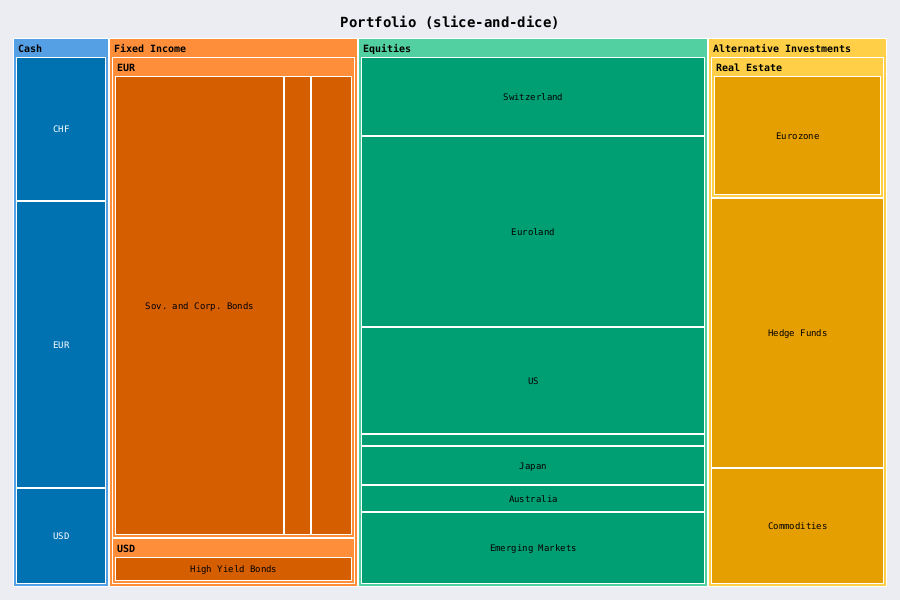 Portfolio (slice-and-dice)
Cash
CHF
EUR
USD
Fixed Income
EUR
Sov. and Corp. Bonds
USD
High Yield Bonds
Equities
Switzerland
Euroland
US
Japan
Australia
Emerging Markets
Alternative Investments
Real Estate
Eurozone
Hedge Funds
Commodities